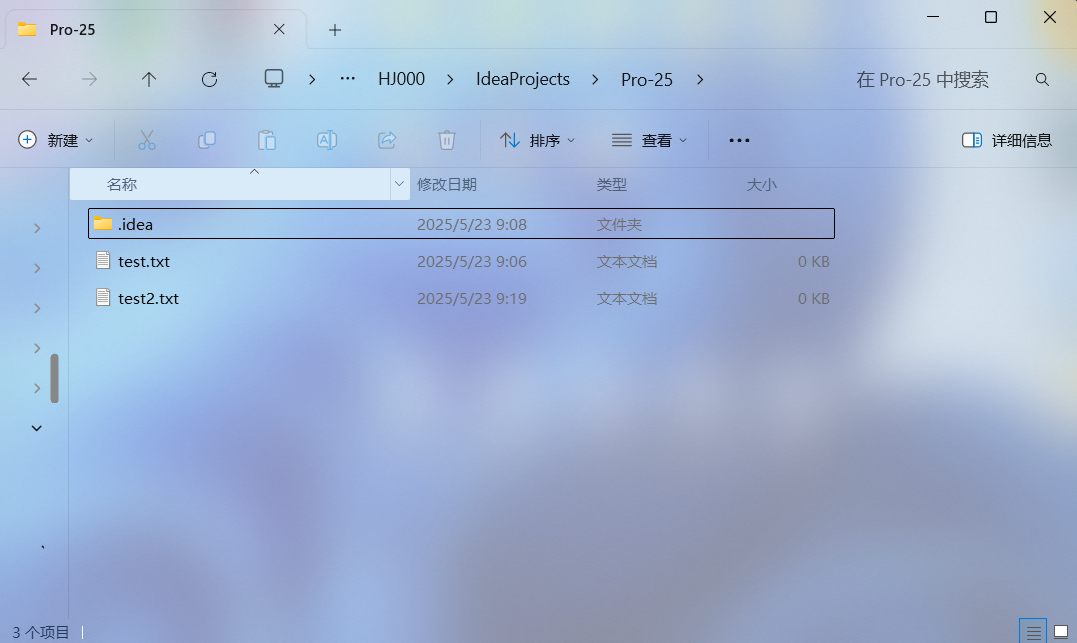 Pro-25
HJ000 IdeaProjects Pro-25 在 Pro-25 中搜索
新建 排序 查看 详细信息
名称 修改日期 类型 大小
.idea 2025/5/23 9:08 文件夹
test.txt 2025/5/23 9:06 文本文档 0 KB
test2.txt 2025/5/23 9:19 文本文档 0 KB
3 个项目